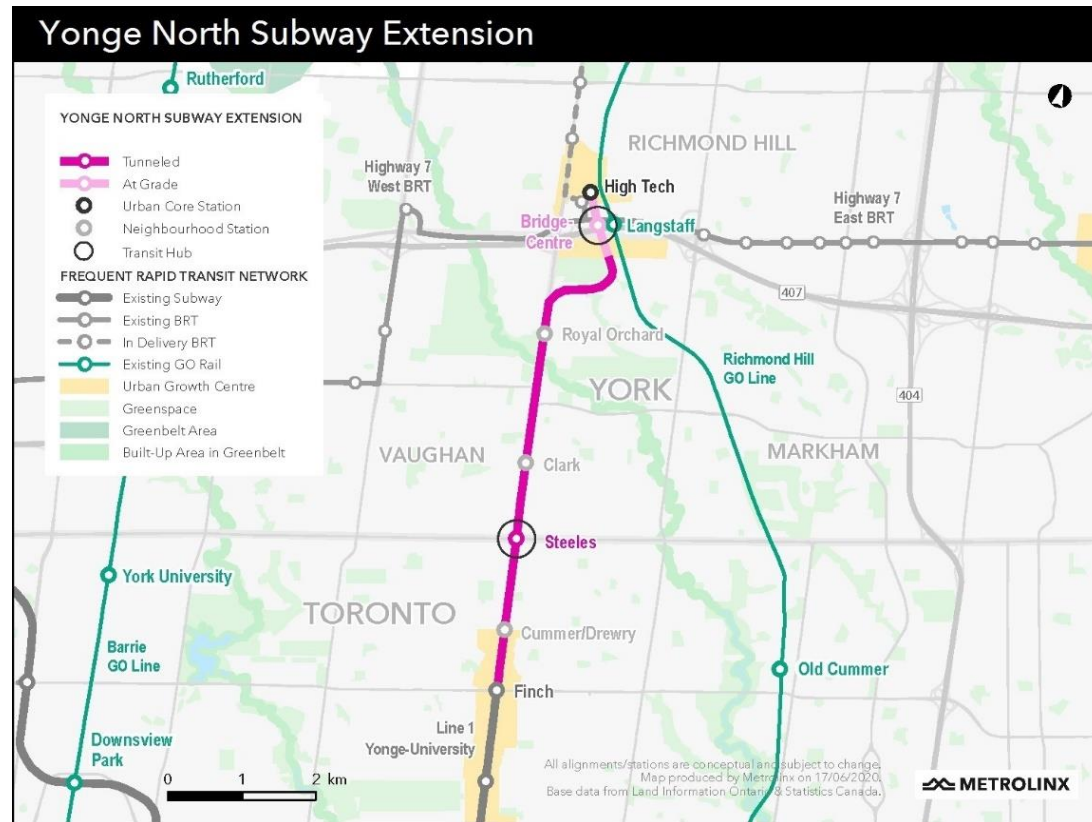 Yonge North Subway Extension
Rutherford
YONGE NORTH SUBWAY EXTENSION
Tunneled
At Grade
Urban Core Station
Neighbourhood Station
Transit Hub
FREQUENT RAPID TRANSIT NETWORK
Existing Subway
Existing BRT
In Delivery BRT
Existing GO Rail
Urban Growth Centre
Greenspace
Greenbelt Area
Built-Up Area in Greenbelt
RICHMOND HILL
Highway 7
West BRT
High Tech
Highway 7
East BRT
Bridge-
Centre
Langstaff
407
Royal Orchard
Richmond Hill
GO Line
YORK
404
VAUGHAN
Clark
MARKHAM
Steeles
York University
TORONTO
Cummer/Drewry
Barrie
GO Line
Old Cummer
Finch
Line 1
Yonge-University
Downsview
Park
0 1 2 km
All alignments/stations are conceptual and subject to change.
Map produced by Metrolinx on 17/06/2020.
Base data from Land Information Ontario & Statistics Canada.
METROLINX